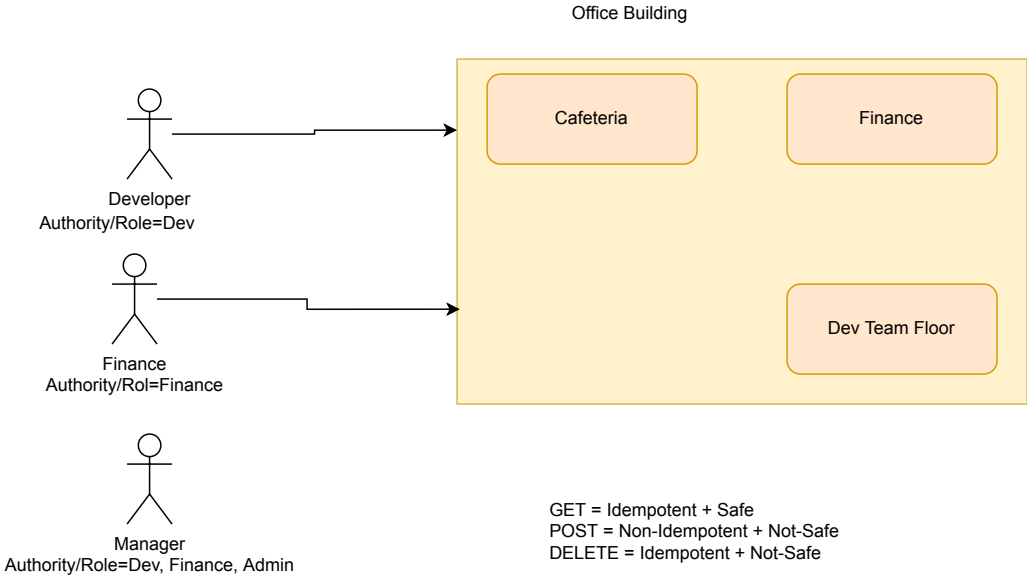 Office Building
Cafeteria
Finance
Developer
Authority/Role=Dev
Dev Team Floor
Finance
Authority/Rol=Finance
Manager
Authority/Role=Dev, Finance, Admin
GET = Idempotent + Safe
POST = Non-Idempotent + Not-Safe
DELETE = Idempotent + Not-Safe